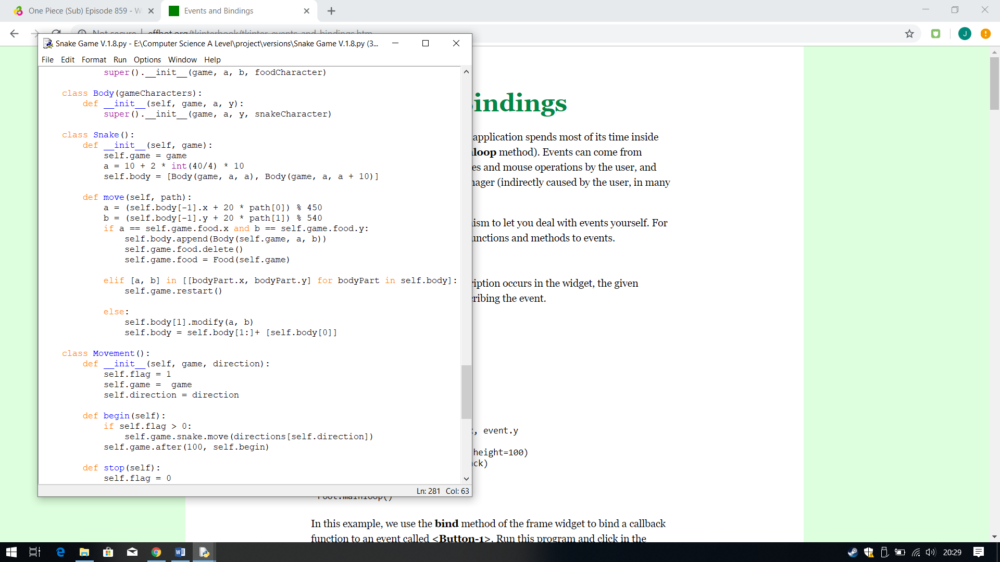 One Piece (Sub) Episode 859 - W
Events and Bindings
Not secure | effbot.org/tkinterbook/tkinter-events-and-bindings.htm
J
Snake Game V.1.8.py - E:\Computer Science A Level\project\versions\Snake Game V.1.8.py (3...
File Edit Format Run Options Window Help
super().__init__(game, a, b, foodCharacter)
class Body(gameCharacters):
def __init__(self, game, a, y):
super().__init__(game, a, y, snakeCharacter)
class Snake():
def __init__(self, game):
self.game = game
a = 10 + 2 * int(40/4) * 10
self.body = [Body(game, a, a), Body(game, a, a + 10)]
def move(self, path):
a = (self.body[-1].x + 20 * path[0]) % 450
b = (self.body[-1].y + 20 * path[1]) % 540
if a == self.game.food.x and b == self.game.food.y:
self.body.append(Body(self.game, a, b))
self.game.food.delete()
self.game.food = Food(self.game)
elif [a, b] in [[bodyPart.x, bodyPart.y] for bodyPart in self.body]:
self.game.restart()
else:
self.body[1].modify(a, b)
self.body = self.body[1:]+ [self.body[0]]
class Movement():
def __init__(self, game, direction):
self.flag = 1
self.game =  game
self.direction = direction
def begin(self):
if self.flag > 0:
self.game.snake.move(directions[self.direction])
self.game.after(100, self.begin)
def stop(self):
self.flag = 0
Ln: 281 Col: 63
indings
application spends most of its time inside
loop method). Events can come from
es and mouse operations by the user, and
ager (indirectly caused by the user, in many
ism to let you deal with events yourself. For
unctions and methods to events.
ription occurs in the widget, the given
cribing the event.
, event.y
height=100)
ck)
root.mainloop()
In this example, we use the bind method of the frame widget to bind a callback
function to an event called <Button-1>. Run this program and click in the
20:29